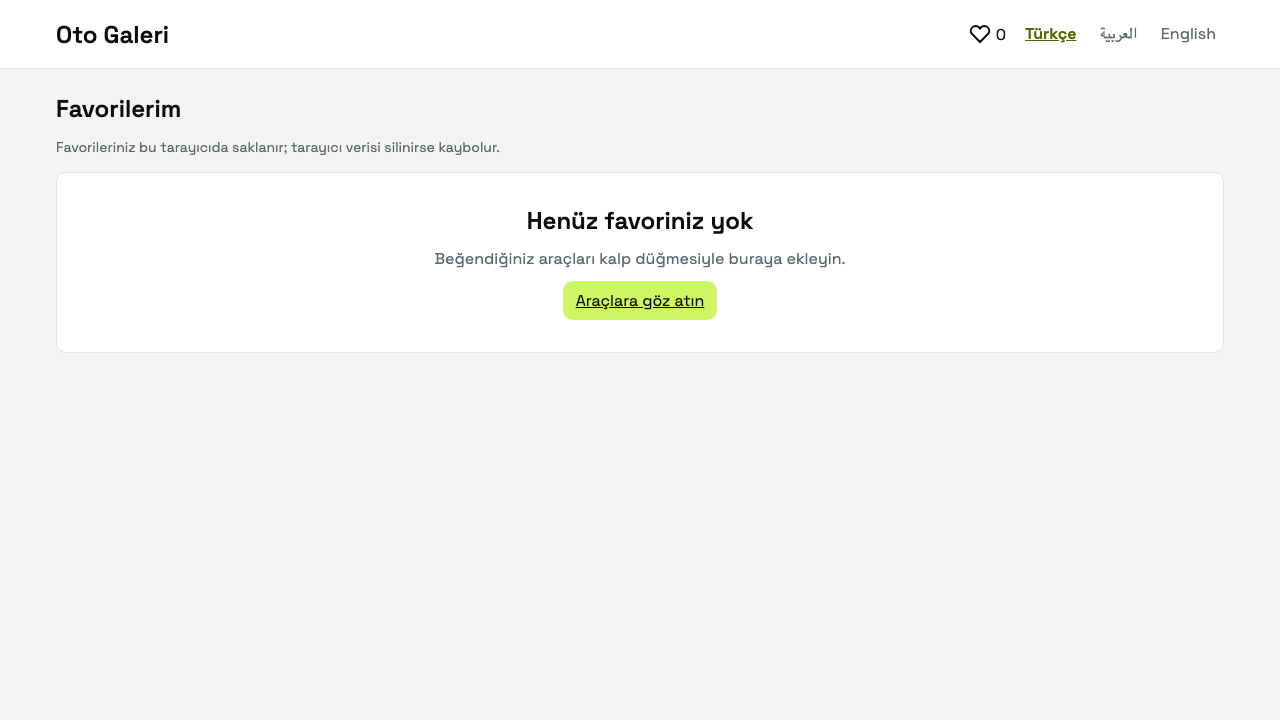 Oto Galeri
0 Türkçe العربية English
Favorilerim
Favorileriniz bu tarayıcıda saklanır; tarayıcı verisi silinirse kaybolur.
Henüz favoriniz yok
Beğendiğiniz araçları kalp düğmesiyle buraya ekleyin.
Araçlara göz atın